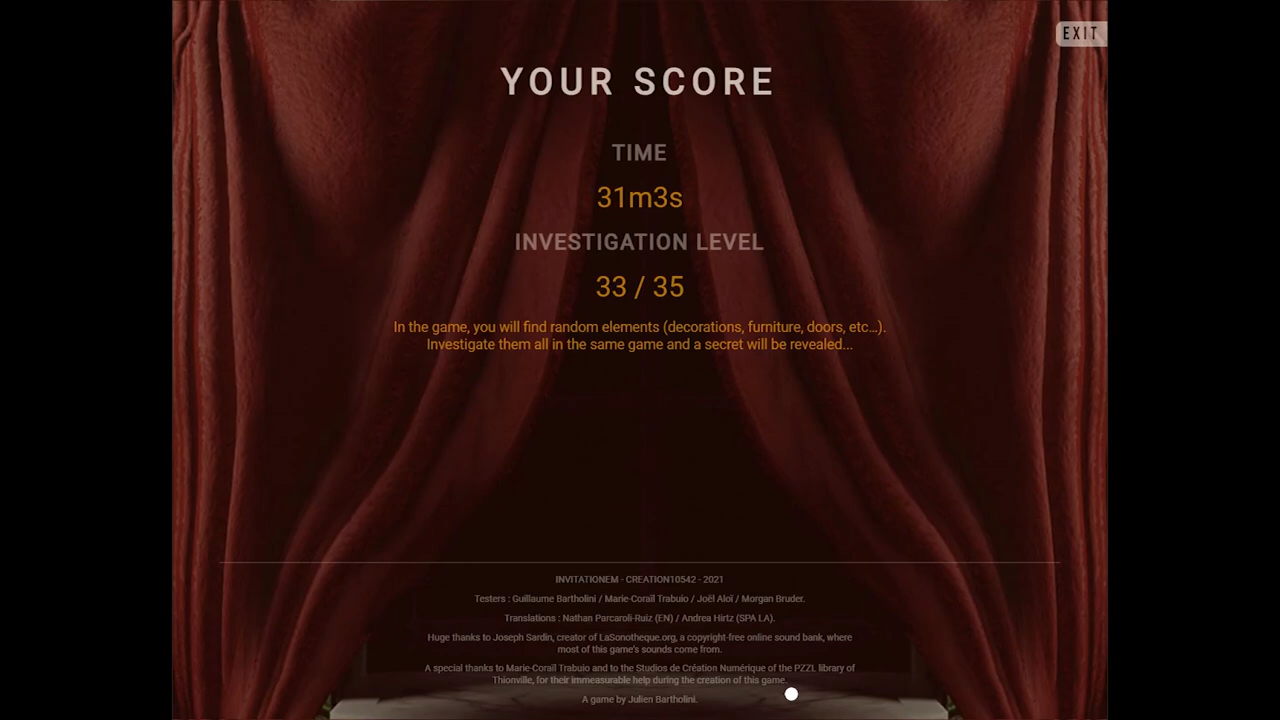 EXIT
YOUR SCORE
TIME
31m3s
INVESTIGATION LEVEL
33 / 35
In the game, you will find random elements (decorations, furniture, doors, etc...).
Investigate them all in the same game and a secret will be revealed...
INVITATIONEM - CREATION10542 - 2021
Testers : Guillaume Bartholini / Marie-Coraïl Trabuio / Joël Aloï / Morgan Bruder.
Translations : Nathan Parcaroli-Ruiz (EN) / Andrea Hirtz (SPA LA).
Huge thanks to Joseph Sardin, creator of LaSonotheque.org, a copyright-free online sound bank, where
most of this game's sounds come from.
A special thanks to Marie-Coraïl Trabuio and to the Studios de Création Numérique of the PZZL library of
Thionville, for their immeasurable help during the creation of this game.
A game by Julien Bartholini.